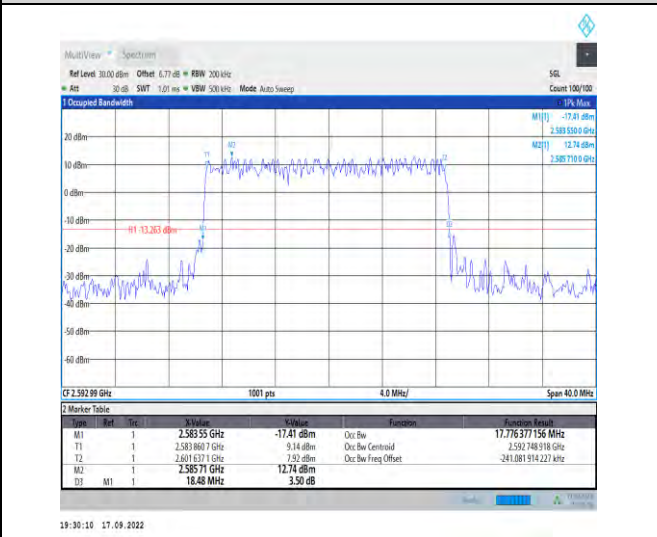 MultiView Spectrum
Ref Level 30.00 dBm Offset 6.77 dB RBW 200 kHz SGL
Att 30 dB SWT 1.01 ms VBW 500 kHz Mode Auto Sweep Count 100/100
1 Occupied Bandwidth 1Pk Max
M1[1] -17.41 dBm
2.583 550 0 GHz
M2[1] 12.74 dBm
2.585 710 0 GHz
20 dBm
T1 M2 T2
10 dBm
0 dBm
-10 dBm
H1 -13.263 dBm M1 D3
-20 dBm
-30 dBm
-40 dBm
-50 dBm
-60 dBm
CF 2.592 99 GHz 1001 pts 4.0 MHz/ Span 40.0 MHz
2 Marker Table
Type Ref Trc X-Value Y-Value Function Function Result
M1 1 2.583 55 GHz -17.41 dBm Occ Bw 17.776 377 156 MHz
T1 1 2.583 860 7 GHz 9.14 dBm Occ Bw Centroid 2.592 748 918 GHz
T2 1 2.601 637 1 GHz 7.92 dBm Occ Bw Freq Offset -241.081 914 227 kHz
M2 1 2.585 71 GHz 12.74 dBm
D3 M1 1 18.48 MHz 3.50 dB
19:30:10 17.09.2022